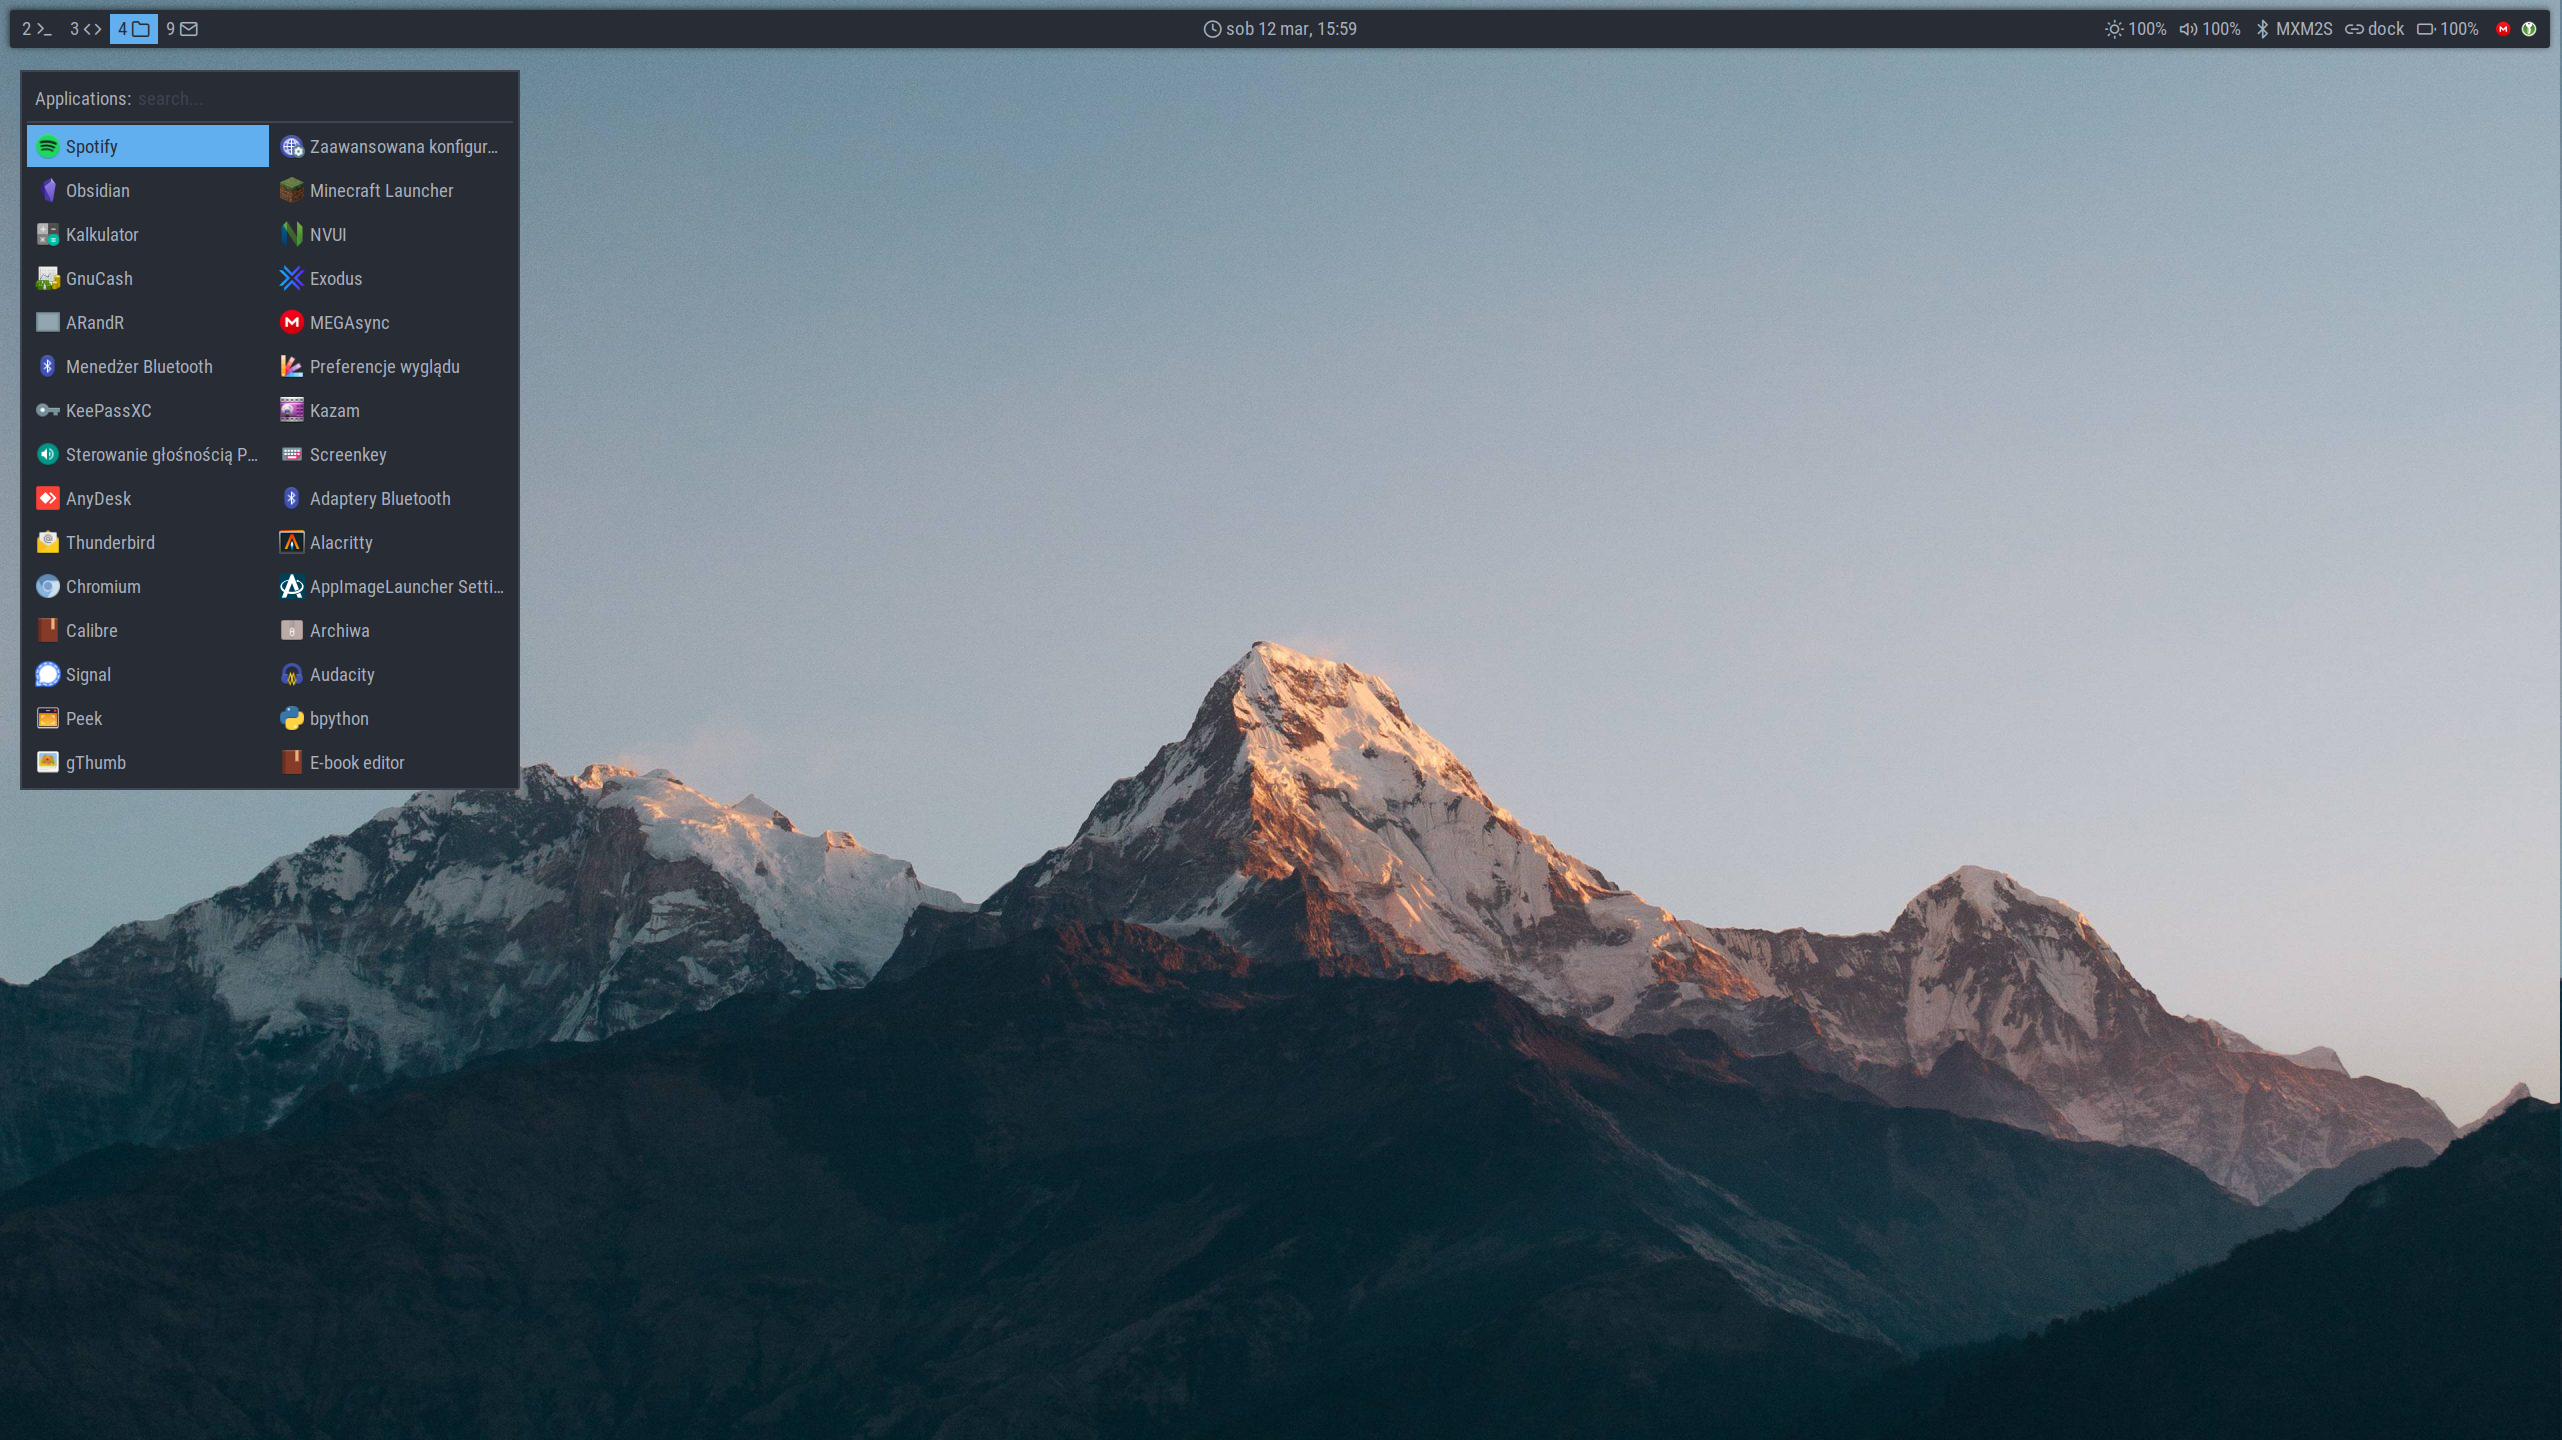 2 3 4 9 sob 12 mar, 15:59 100% 100% MXM2S dock 100%
Applications: search...
Spotify
Obsidian
Kalkulator
GnuCash
ARandR
Menedżer Bluetooth
KeePassXC
Sterowanie głośnością P...
AnyDesk
Thunderbird
Chromium
Calibre
Signal
Peek
gThumb
Zaawansowana konfigur...
Minecraft Launcher
NVUI
Exodus
MEGAsync
Preferencje wyglądu
Kazam
Screenkey
Adaptery Bluetooth
Alacritty
AppImageLauncher Setti...
Archiwa
Audacity
bpython
E-book editor